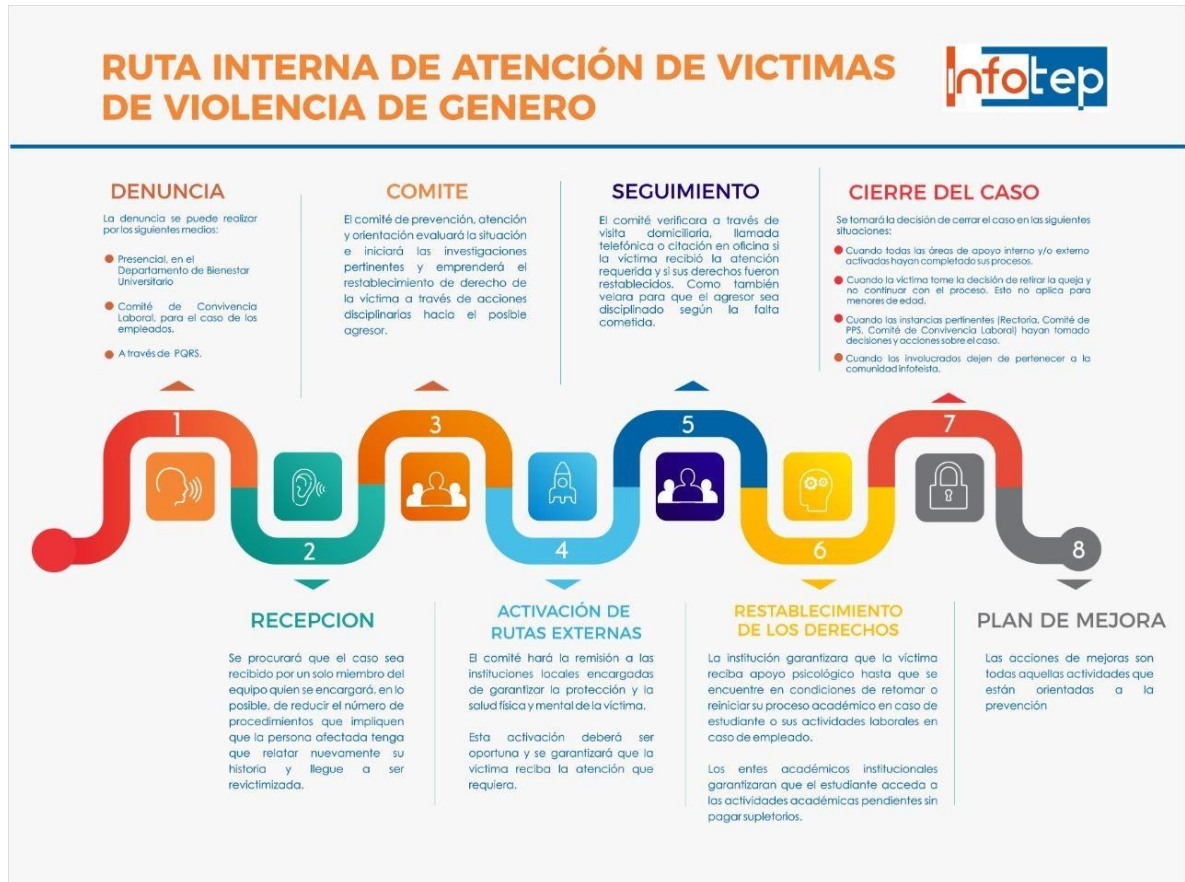 RUTA INTERNA DE ATENCIÓN DE VICTIMAS
DE VIOLENCIA DE GENERO
Infotep
DENUNCIA
La denuncia se puede realizar
por los siguientes medios:
Presencial, en el
Departamento de Bienestar
Universitario
Comité de Convivencia
Laboral, para el caso de los
empleados.
A través de PQRS.
COMITE
El comité de prevención, atención
y orientación evaluará la situación
e iniciará las investigaciones
pertinentes y emprenderá el
restablecimiento de derecho de
la víctima a través de acciones
disciplinarias hacia el posible
agresor.
SEGUIMIENTO
El comité verificara a través de
visita domiciliaria, llamada
telefónica o citación en oficina si
la víctima recibió la atención
requerida y si sus derechos fueron
restablecidos. Como también
velara para que el agresor sea
disciplinado según la falta
cometida.
CIERRE DEL CASO
Se tomará la decisión de cerrar el caso en las siguientes
situaciones:
Cuando todas las áreas de apoyo interno y/o externo
activadas hayan completado sus procesos.
Cuando la víctima tome la decisión de retirar la queja y
no continuar con el proceso. Esto no aplica para
menores de edad.
Cuando las instancias pertinentes (Rectoría, Comité de
PPS, Comité de Convivencia Laboral) hayan tomado
decisiones y acciones sobre el caso.
Cuando los involucrados dejen de pertenecer a la
comunidad infoteista.
1
2
3
4
5
6
7
8
RECEPCION
Se procurará que el caso sea
recibido por un solo miembro del
equipo quien se encargará, en lo
posible, de reducir el número de
procedimientos que impliquen
que la persona afectada tenga
que relatar nuevamente su
historia y llegue a ser
revictimizada.
ACTIVACIÓN DE
RUTAS EXTERNAS
El comité hará la remisión a las
instituciones locales encargadas
de garantizar la protección y la
salud física y mental de la víctima.
Esta activación deberá ser
oportuna y se garantizará que la
victima reciba la atención que
requiera.
RESTABLECIMIENTO
DE LOS DERECHOS
La institución garantizara que la víctima
reciba apoyo psicológico hasta que se
encuentre en condiciones de retomar o
reiniciar su proceso académico en caso de
estudiante o sus actividades laborales en
caso de empleado.
Los entes académicos institucionales
garantizaran que el estudiante acceda a
las actividades académicas pendientes sin
pagar supletorios.
PLAN DE MEJORA
Las acciones de mejoras son
todas aquellas actividades que
están orientadas a la
prevención